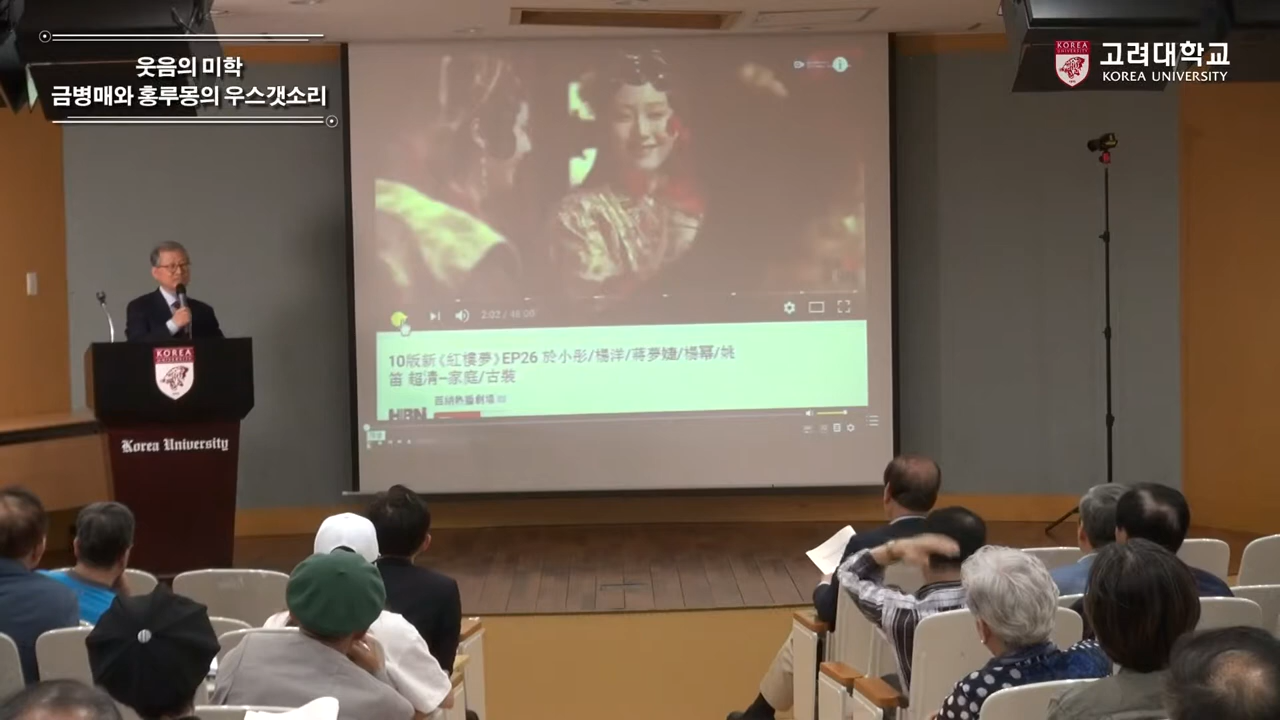 웃음의 미학
금병매와 홍루몽의 우스갯소리
KOREA UNIVERSITY
고려대학교
KOREA UNIVERSITY
2:02 / 46:00
10版新《紅樓夢》EP26 於小彤/楊洋/蔣夢婕/楊冪/姚
笛 超清–家庭/古裝
HBN
KOREA
UNIVERSITY
Korea University